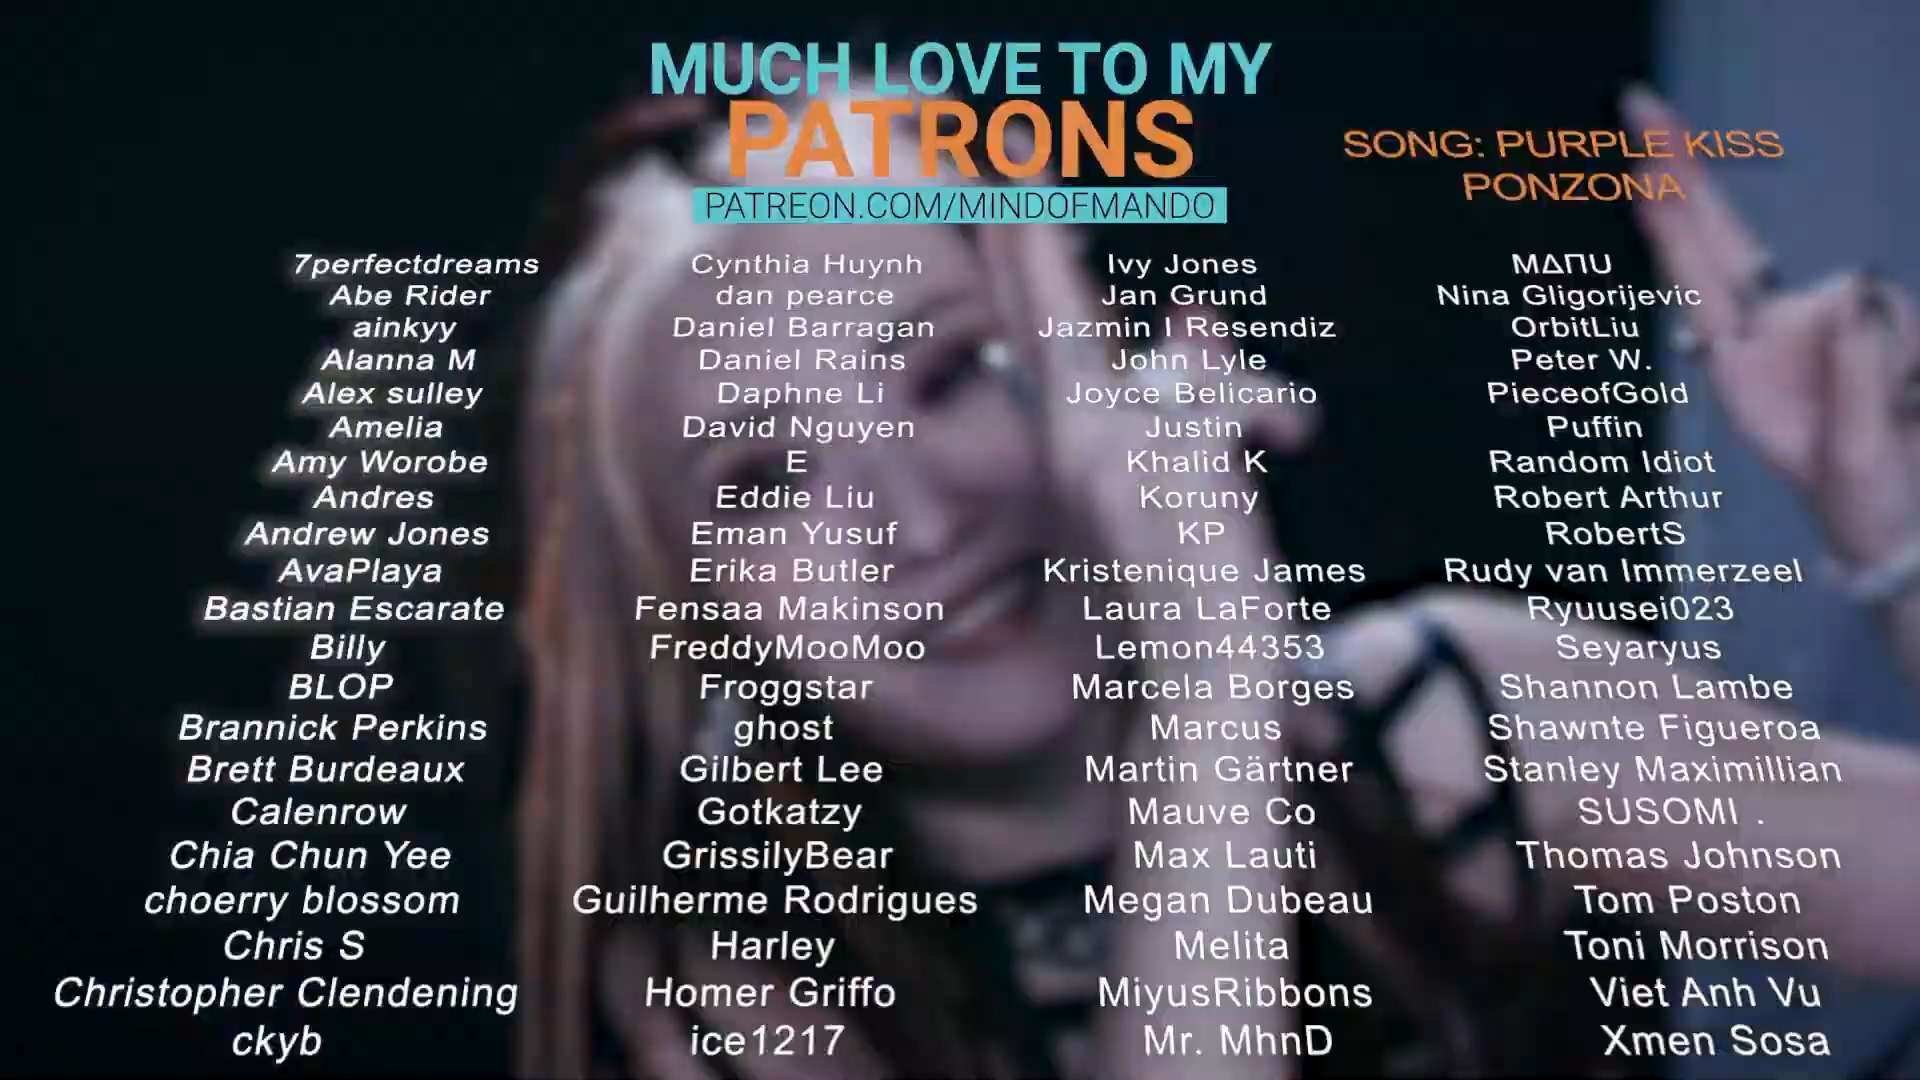 MUCH LOVE TO MY
PATRONS
PATREON.COM/MINDOFMANDO
SONG: PURPLE KISS
PONZONA
7perfectdreams
Abe Rider
ainkyy
Alanna M
Alex sulley
Amelia
Amy Worobe
Andres
Andrew Jones
AvaPlaya
Bastian Escarate
Billy
BLOP
Brannick Perkins
Brett Burdeaux
Calenrow
Chia Chun Yee
choerry blossom
Chris S
Christopher Clendening
ckyb
Cynthia Huynh
dan pearce
Daniel Barragan
Daniel Rains
Daphne Li
David Nguyen
E
Eddie Liu
Eman Yusuf
Erika Butler
Fensaa Makinson
FreddyMooMoo
Froggstar
ghost
Gilbert Lee
Gotkatzy
GrissilyBear
Guilherme Rodrigues
Harley
Homer Griffo
ice1217
Ivy Jones
Jan Grund
Jazmin I Resendiz
John Lyle
Joyce Belicario
Justin
Khalid K
Koruny
KP
Kristenique James
Laura LaForte
Lemon44353
Marcela Borges
Marcus
Martin Gärtner
Mauve Co
Max Lauti
Megan Dubeau
Melita
MiyusRibbons
Mr. MhnD
MΔΠU
Nina Gligorijevic
OrbitLiu
Peter W.
PieceofGold
Puffin
Random Idiot
Robert Arthur
RobertS
Rudy van Immerzeel
Ryuusei023
Seyaryus
Shannon Lambe
Shawnte Figueroa
Stanley Maximillian
SUSOMI .
Thomas Johnson
Tom Poston
Toni Morrison
Viet Anh Vu
Xmen Sosa